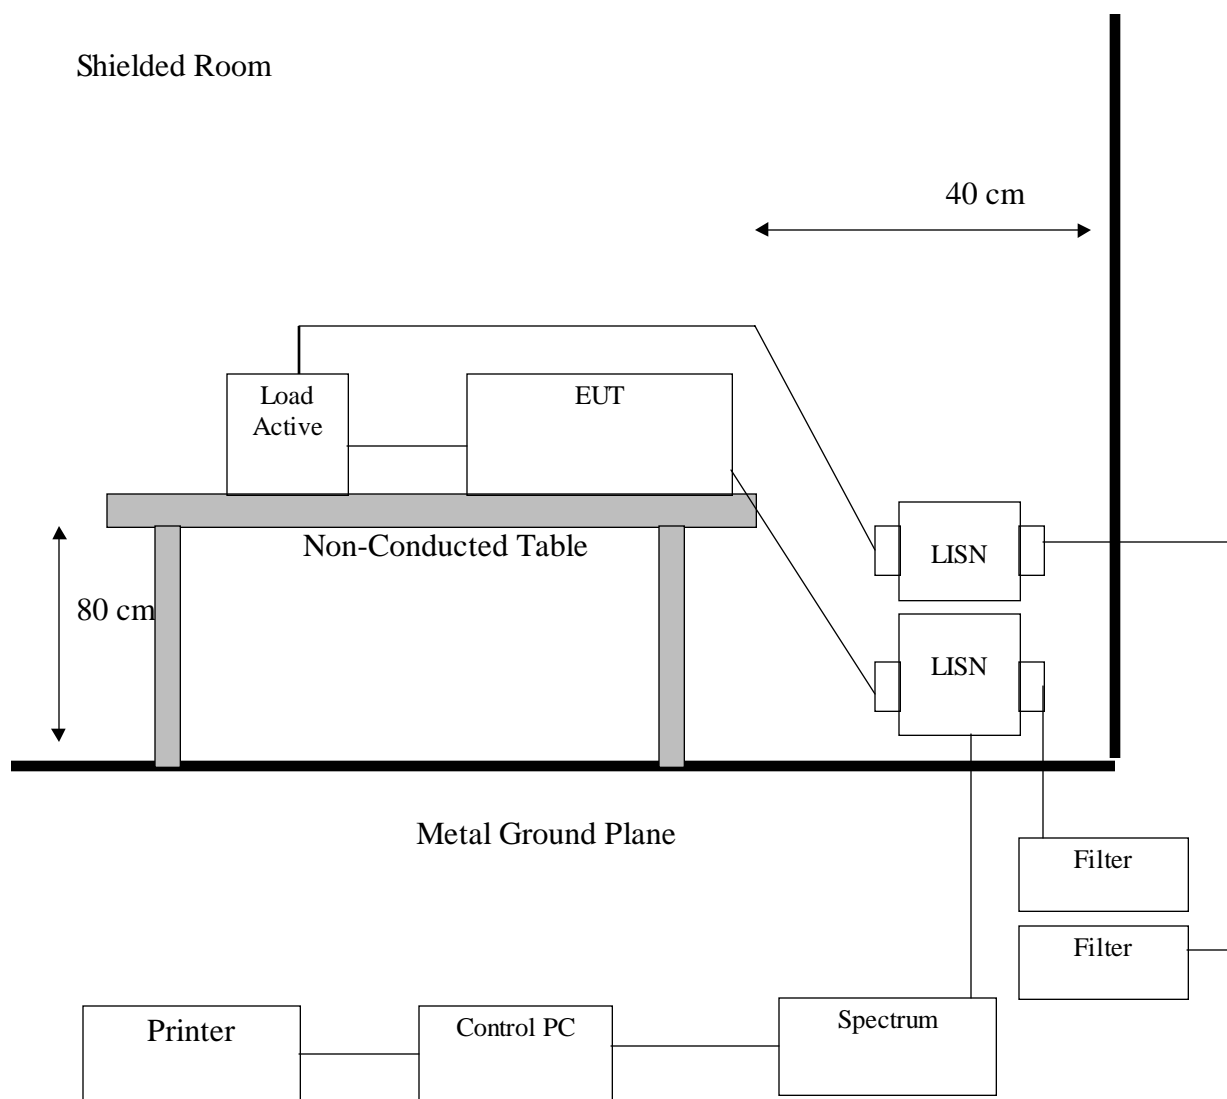 Shielded Room
40 cm
Load
Active
EUT
Non-Conducted Table
LISN
80 cm
LISN
Metal Ground Plane
Filter
Filter
Printer
Control PC
Spectrum